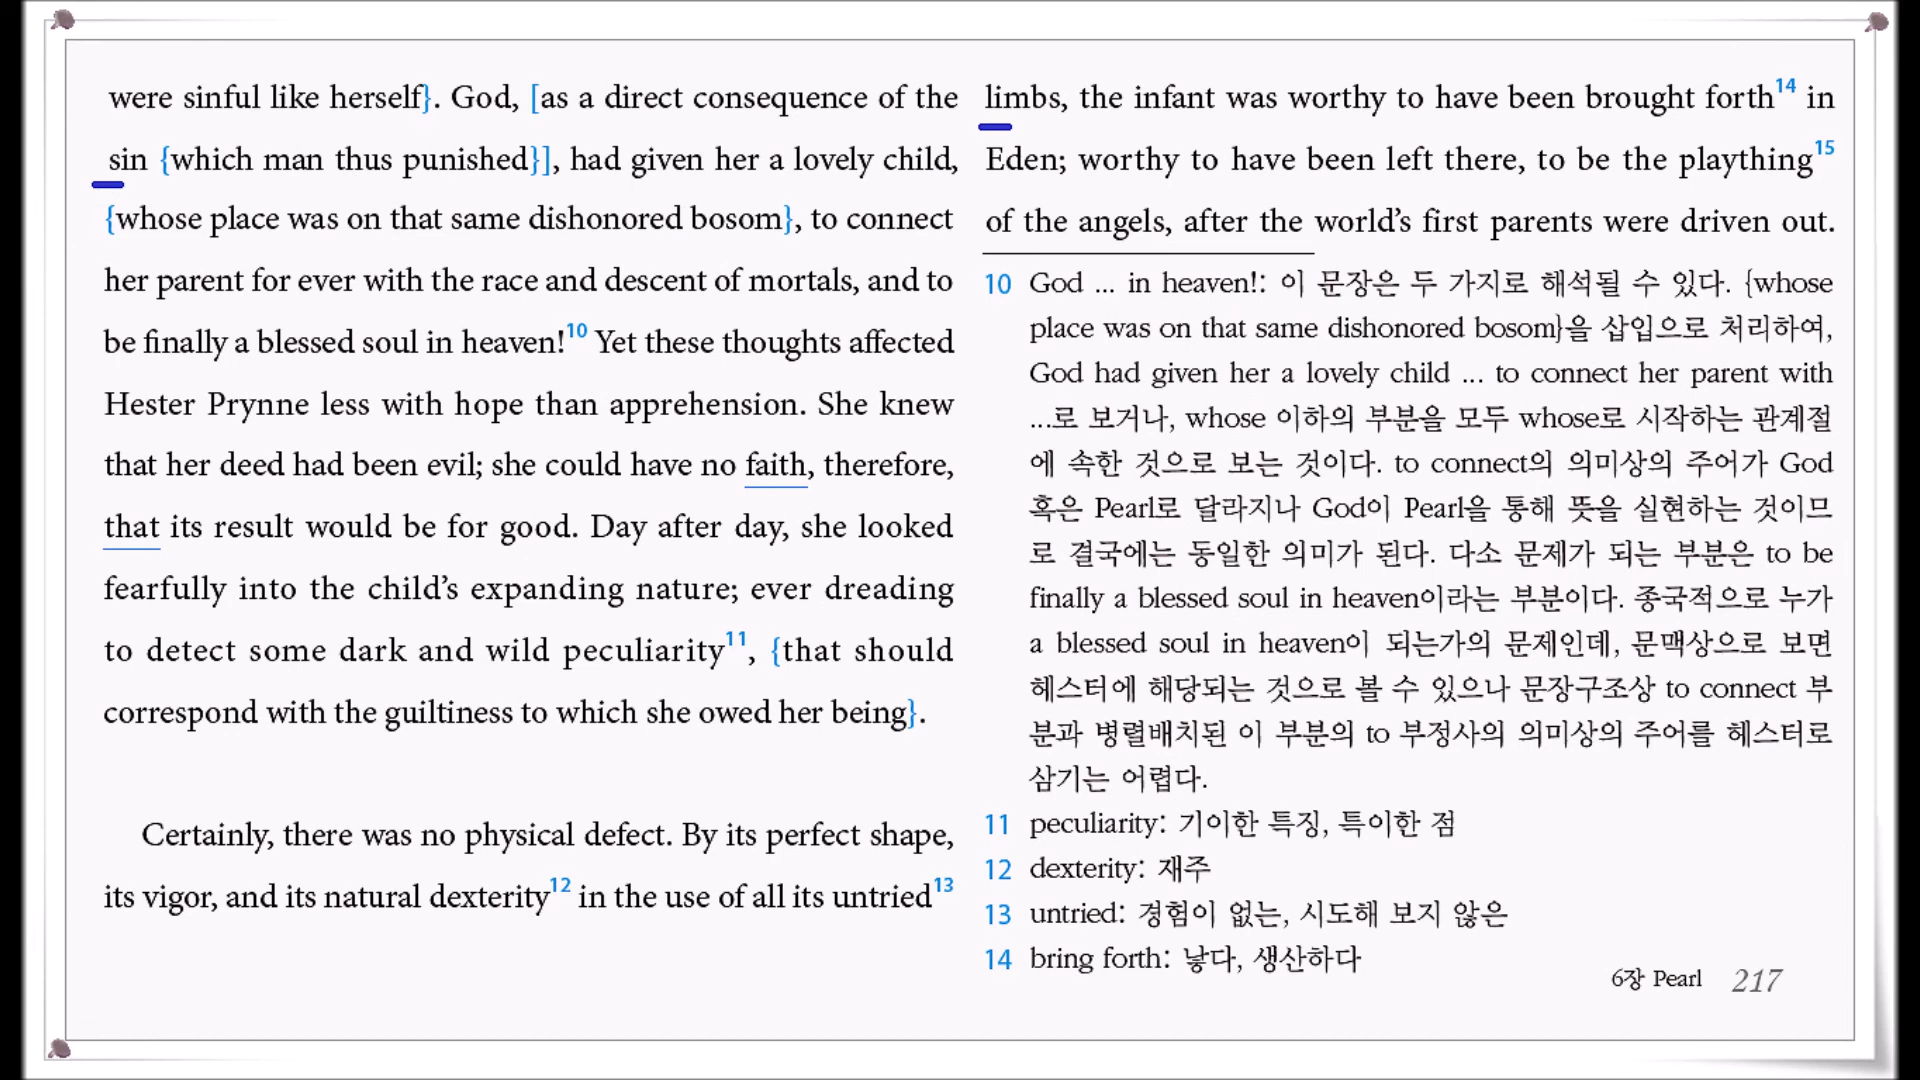 were sinful like herself}. God, [as a direct consequence of the
sin {which man thus punished}], had given her a lovely child,
{whose place was on that same dishonored bosom}, to connect
her parent for ever with the race and descent of mortals, and to
be finally a blessed soul in heaven!10 Yet these thoughts affected
Hester Prynne less with hope than apprehension. She knew
that her deed had been evil; she could have no faith, therefore,
that its result would be for good. Day after day, she looked
fearfully into the child’s expanding nature; ever dreading
to detect some dark and wild peculiarity11, {that should
correspond with the guiltiness to which she owed her being}.
Certainly, there was no physical defect. By its perfect shape,
its vigor, and its natural dexterity12 in the use of all its untried13
limbs, the infant was worthy to have been brought forth14 in
Eden; worthy to have been left there, to be the plaything15
of the angels, after the world’s first parents were driven out.
10 God ... in heaven!: 이 문장은 두 가지로 해석될 수 있다. {whose
place was on that same dishonored bosom}을 삽입으로 처리하여,
God had given her a lovely child ... to connect her parent with
...로 보거나, whose 이하의 부분을 모두 whose로 시작하는 관계절
에 속한 것으로 보는 것이다. to connect의 의미상의 주어가 God
혹은 Pearl로 달라지나 God이 Pearl을 통해 뜻을 실현하는 것이므
로 결국에는 동일한 의미가 된다. 다소 문제가 되는 부분은 to be
finally a blessed soul in heaven이라는 부분이다. 종국적으로 누가
a blessed soul in heaven이 되는가의 문제인데, 문맥상으로 보면
헤스터에 해당되는 것으로 볼 수 있으나 문장구조상 to connect 부
분과 병렬배치된 이 부분의 to 부정사의 의미상의 주어를 헤스터로
삼기는 어렵다.
11 peculiarity: 기이한 특징, 특이한 점
12 dexterity: 재주
13 untried: 경험이 없는, 시도해 보지 않은
14 bring forth: 낳다, 생산하다
6장 Pearl 217